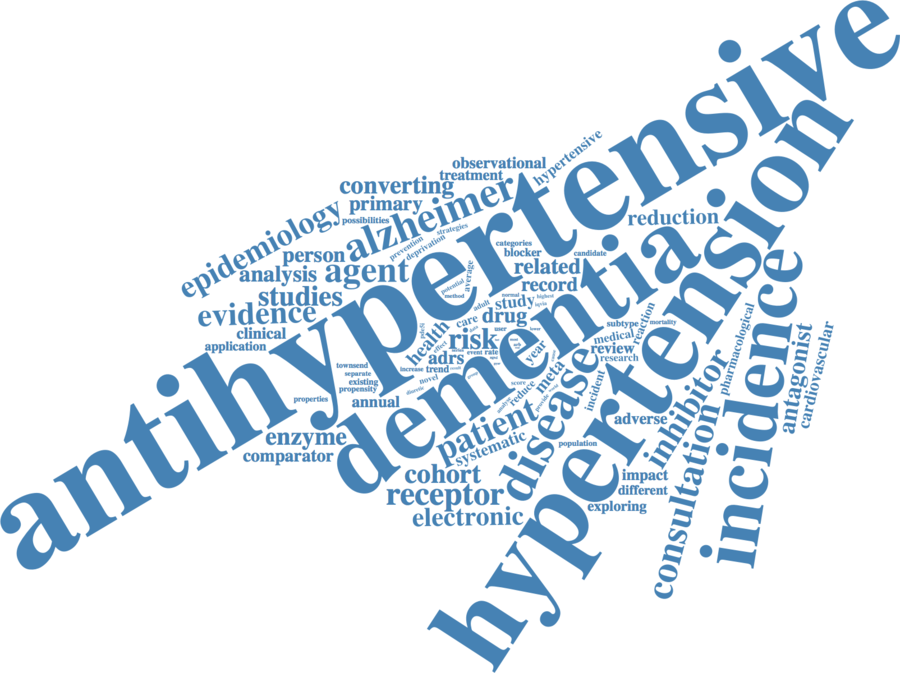 antihypertensive
hypertension
dementia
incidence
disease
alzheimer
patient
risk
agent
receptor
inhibitor
consultation
epidemiology
evidence
converting
observational
treatment
hypertensive
primary
possibilities
person
analysis
studies
clinical
application
prevention
strategies
deprivation
categories
blocker
candidate
related
record
reduction
potential
method
average
adult
normal
highest
study
drug
care
user
lower
health
effect
adrs
event rate
increase
trend
novel
year
meta
score
reduce
provide
subtype
mortality
medical
reaction
review
research
incident
pharmacological
antagonist
cardiovascular
adverse
population
impact
different
exploring
townsend
separate
existing
propensity
properties
annual
enzyme
comparator
systematic
cohort
electronic